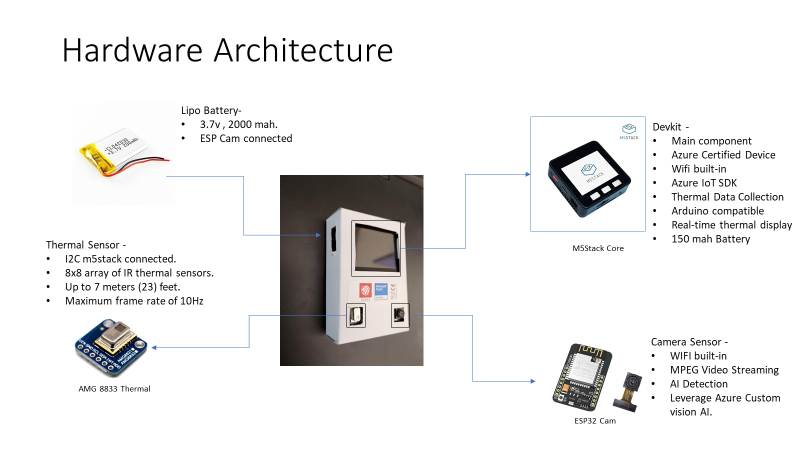 Hardware Architecture
Lipo Battery-
• 3.7v , 2000 mah.
• ESP Cam connected
Thermal Sensor -
• I2C m5stack connected.
• 8x8 array of IR thermal sensors.
• Up to 7 meters (23) feet.
• Maximum frame rate of 10Hz
AMG 8833 Thermal
M5STACK
M5STACK
M5Stack Core
Devkit -
• Main component
• Azure Certified Device
• Wifi built-in
• Azure IoT SDK
• Thermal Data Collection
• Arduino compatible
• Real-time thermal display
• 150 mah Battery
Camera Sensor -
• WIFI built-in
• MPEG Video Streaming
• AI Detection
• Leverage Azure Custom
vision AI.
ESP32 Cam